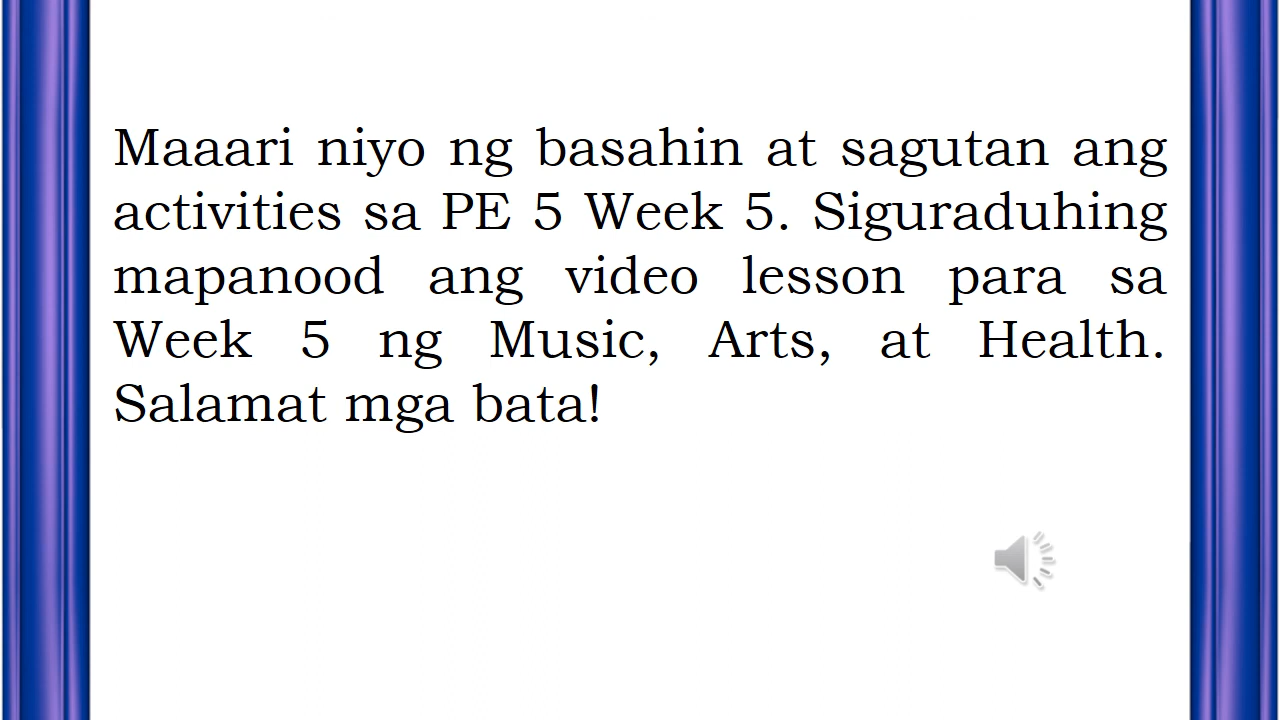 Maaari niyo ng basahin at sagutan ang
activities sa PE 5 Week 5. Siguraduhing
mapanood ang video lesson para sa
Week 5 ng Music, Arts, at Health.
Salamat mga bata!